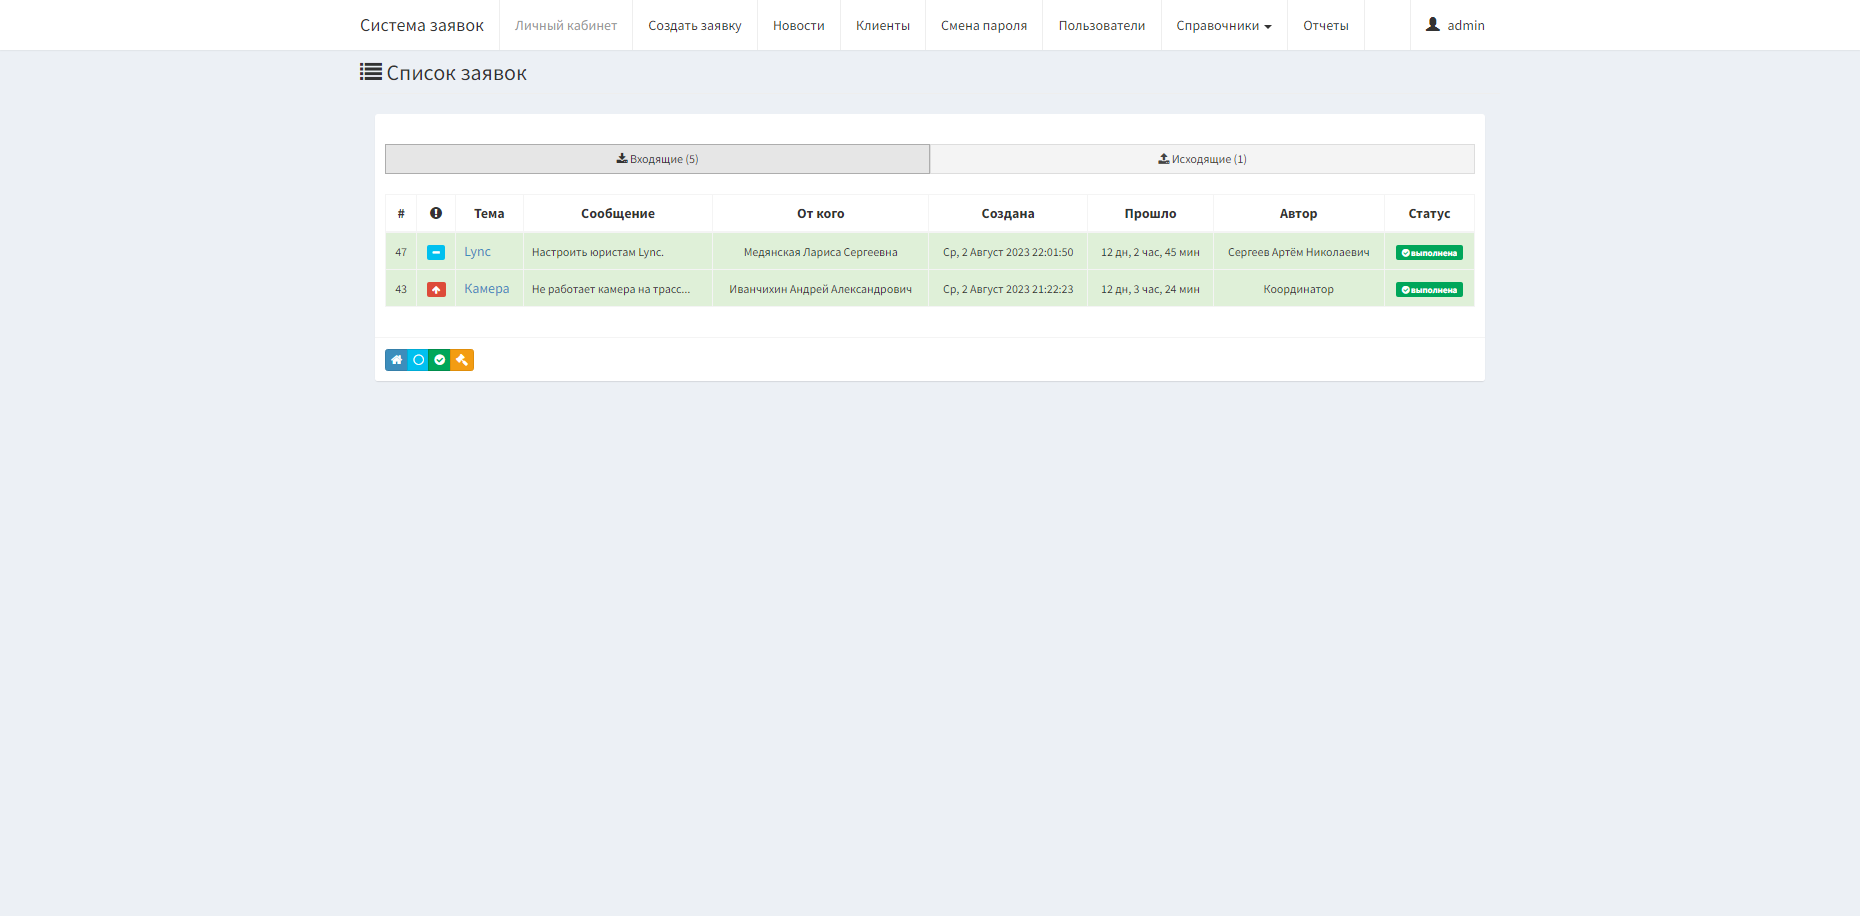 Система заявок Личный кабинет Создать заявку Новости Клиенты Смена пароля Пользователи Справочники Отчеты admin
Список заявок
Входящие (5) Исходящие (1)
# Тема Сообщение От кого Создана Прошло Автор Статус
47 Lync Настроить юристам Lync. Медянская Лариса Сергеевна Ср, 2 Август 2023 22:01:50 12 дн, 2 час, 45 мин Сергеев Артём Николаевич выполнена
43 Камера Не работает камера на трасс... Иванчихин Андрей Александрович Ср, 2 Август 2023 21:22:23 12 дн, 3 час, 24 мин Координатор выполнена